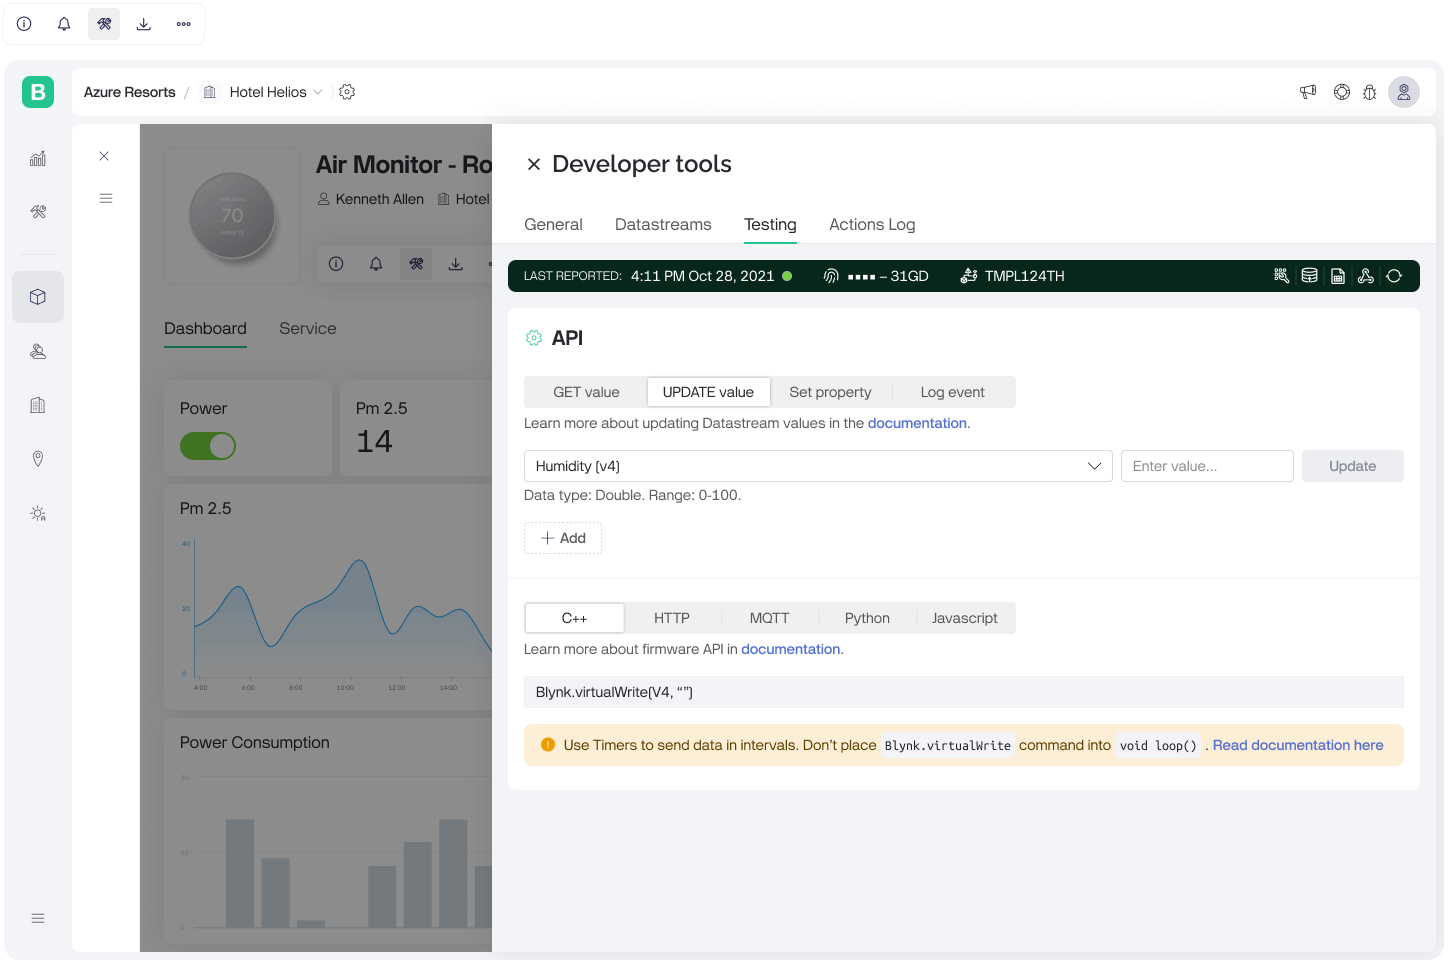 B
Azure Resorts / Hotel Helios
Developer tools
General Datastreams Testing Actions Log
LAST REPORTED: 4:11 PM Oct 28, 2021 – 31GD TMPL124TH
API
GET value UPDATE value Set property Log event
Learn more about updating Datastream values in the documentation.
Humidity (v4) Enter value... Update
Data type: Double. Range: 0-100.
Add
C++ HTTP MQTT Python Javascript
Learn more about firmware API in documentation.
Blynk.virtualWrite(V4, “”)
Use Timers to send data in intervals. Don’t place Blynk.virtualWrite command into void loop() . Read documentation here
Air Monitor - Ro
Kenneth Allen Hotel
70
Dashboard Service
Power
Pm 2.5
14
Pm 2.5
40
20
0
4:00 6:00 8:00 10:00 12:00 14:00
Power Consumption
10
0